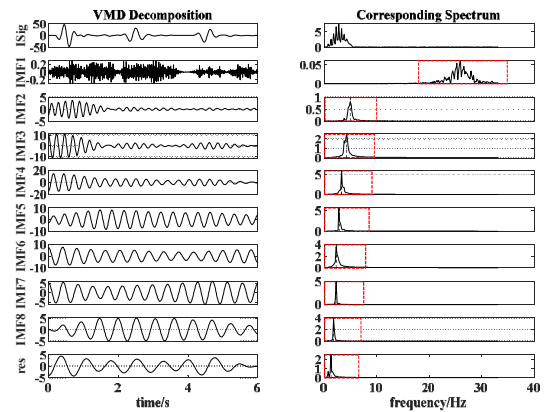 VMD Decomposition Corresponding Spectrum
ISig 50 0 -50 5 0
IMF1 0.2 0 -0.2 0.05 0
IMF2 5 0 -5 1 0.5 0
IMF3 10 0 -10 2 1 0
IMF4 20 0 -20 5 0
IMF5 10 0 -10 5 0
IMF6 10 0 -10 4 2 0
IMF7 5 0 -5 5 0
IMF8 5 0 -5 4 2 0
res 5 0 -5 2 0
0 2 4 6 0 10 20 30 40
time/s frequency/Hz